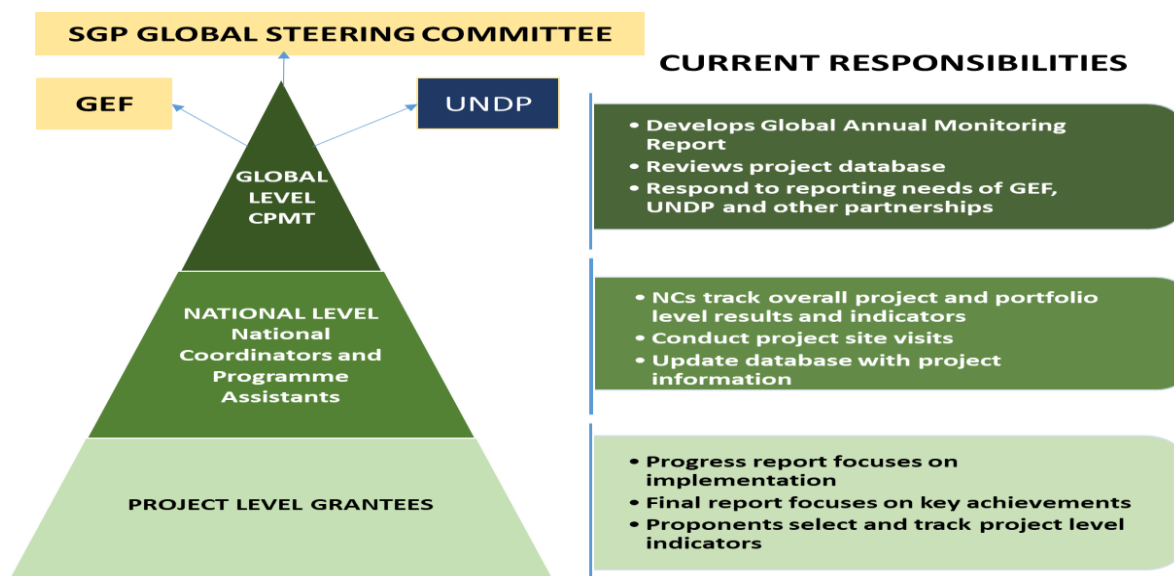 SGP GLOBAL STEERING COMMITTEE
GEF
UNDP
GLOBAL
LEVEL
CPMT
NATIONAL LEVEL
National
Coordinators and
Programme
Assistants
PROJECT LEVEL GRANTEES
CURRENT RESPONSIBILITIES
• Develops Global Annual Monitoring
Report
• Reviews project database
• Respond to reporting needs of GEF,
UNDP and other partnerships
• NCs track overall project and portfolio
level results and indicators
• Conduct project site visits
• Update database with project
information
• Progress report focuses on
implementation
• Final report focuses on key achievements
• Proponents select and track project level
indicators